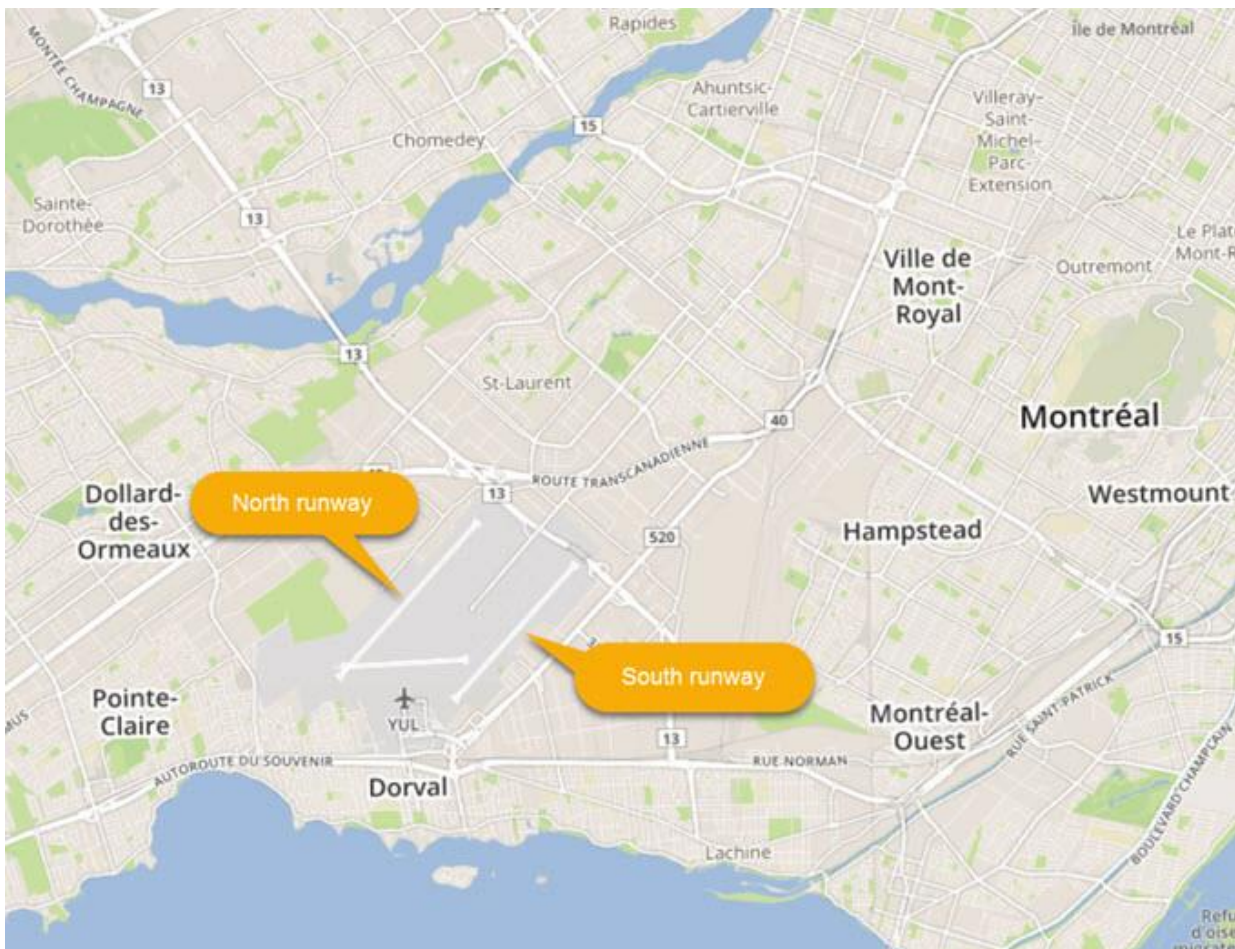 Rapides
Île de Montréal
MONTÉE CHAMPAGNE
13
15
Ahuntsic-
Cartierville
Villeray–
Saint-
Michel–
Parc-
Extension
Chomedey
Sainte-
Dorothée
13
Le Plat
Mont-R
Ville de
Mont-
Royal
Outremont
13
St-Laurent
Montréal
40
ROUTE TRANSCANADIENNE
13
Dollard-
des-
Ormeaux
North runway
Westmount
520
Hampstead
15
South runway
Pointe-
Claire
YUL
Montréal-
Ouest
RUE SAINT-PATRICK
13
AUTOROUTE DU SOUVENIR
RUE NORMAN
Dorval
BOULEVARD CHAMPLAIN
Lachine
Refu
d'oise